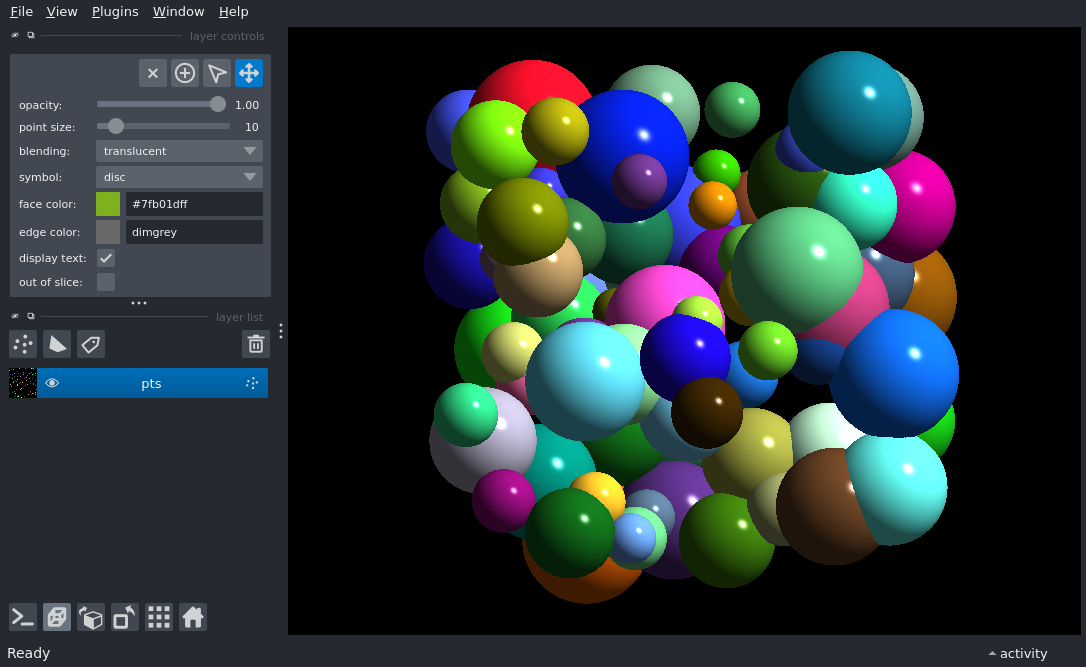 File View Plugins Window Help
layer controls
opacity: 1.00
point size: 10
blending: translucent
symbol: disc
face color: #7fb01dff
edge color: dimgrey
display text:
out of slice:
layer list
pts
Ready
activity